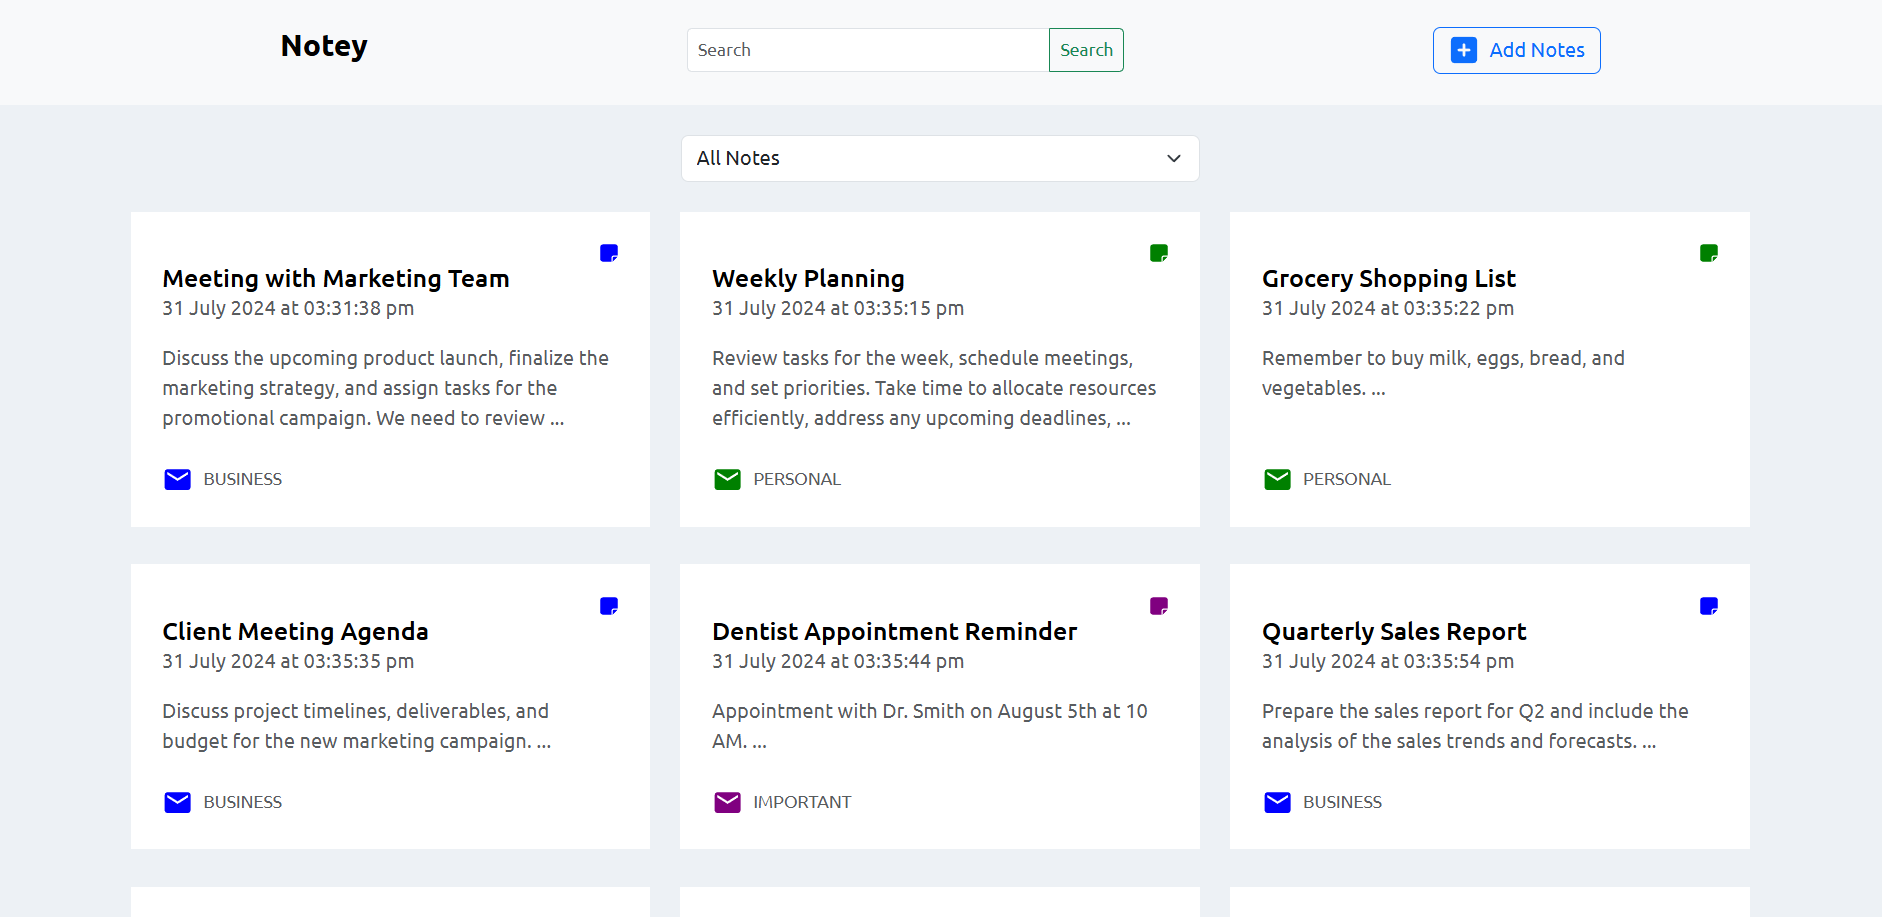 Notey
Search
Search
Add Notes
All Notes
Meeting with Marketing Team
31 July 2024 at 03:31:38 pm
Discuss the upcoming product launch, finalize the
marketing strategy, and assign tasks for the
promotional campaign. We need to review ...
BUSINESS
Weekly Planning
31 July 2024 at 03:35:15 pm
Review tasks for the week, schedule meetings,
and set priorities. Take time to allocate resources
efficiently, address any upcoming deadlines, ...
PERSONAL
Grocery Shopping List
31 July 2024 at 03:35:22 pm
Remember to buy milk, eggs, bread, and
vegetables. ...
PERSONAL
Client Meeting Agenda
31 July 2024 at 03:35:35 pm
Discuss project timelines, deliverables, and
budget for the new marketing campaign. ...
BUSINESS
Dentist Appointment Reminder
31 July 2024 at 03:35:44 pm
Appointment with Dr. Smith on August 5th at 10
AM. ...
IMPORTANT
Quarterly Sales Report
31 July 2024 at 03:35:54 pm
Prepare the sales report for Q2 and include the
analysis of the sales trends and forecasts. ...
BUSINESS